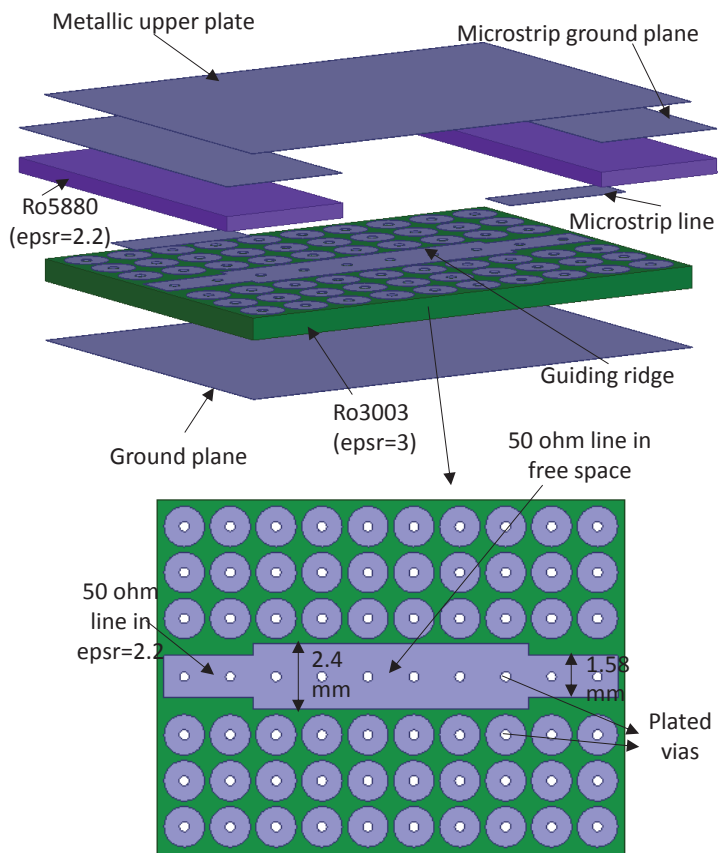 Metallic upper plate
Microstrip ground plane
Ro5880
(epsr=2.2)
Microstrip line
Guiding ridge
Ro3003
(epsr=3)
Ground plane
50 ohm line in
free space
50 ohm
line in
epsr=2.2
2.4
mm
1.58
mm
Plated
vias